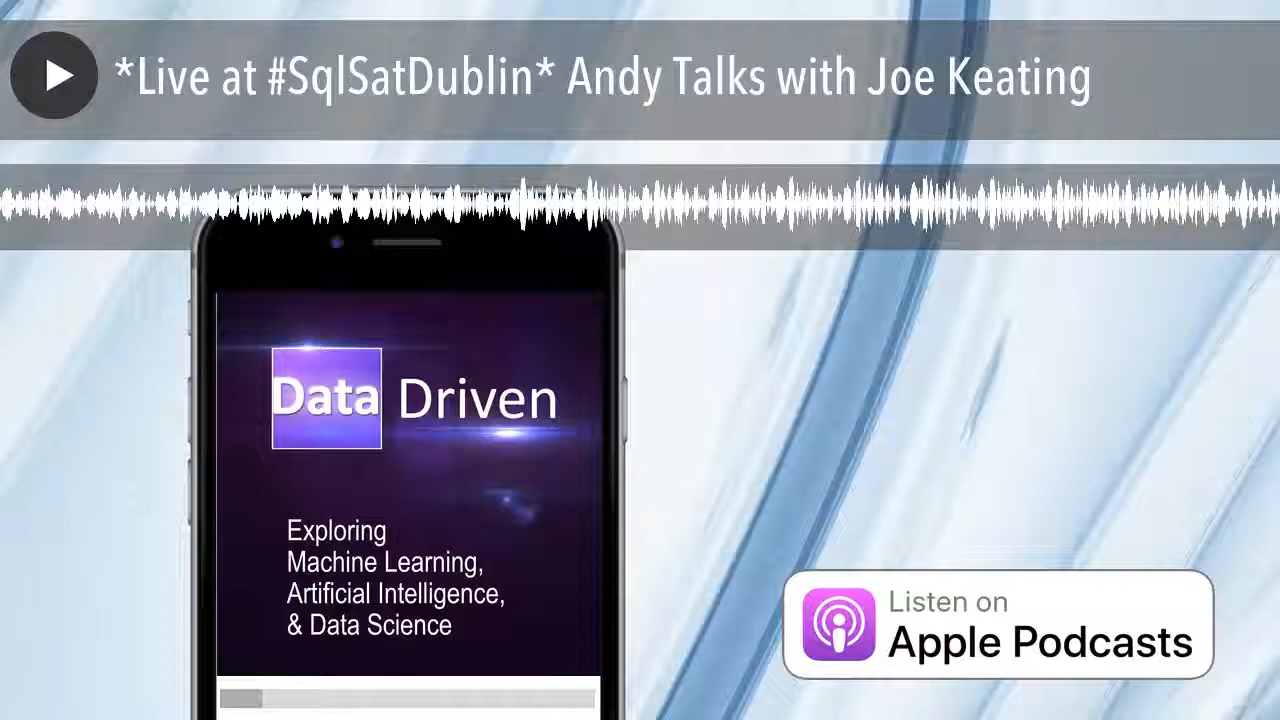 *Live at #SqlSatDublin* Andy Talks with Joe Keating
Data Driven
Exploring
Machine Learning,
Artificial Intelligence,
& Data Science
Listen on
Apple Podcasts